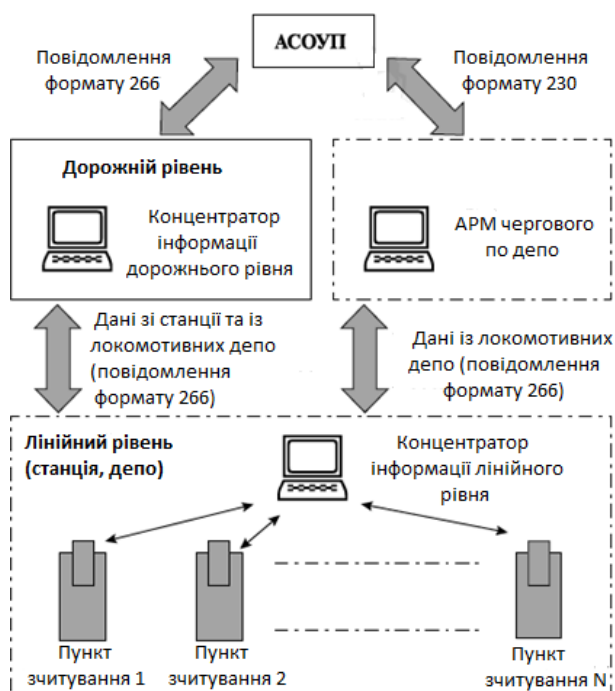 АСОУП
Повідомлення
формату 266
Повідомлення
формату 230
Дорожній рівень
Концентратор
інформації
дорожнього рівня
АРМ чергового
по депо
Дані зі станції та із
локомотивних депо
(повідомлення
формату 266)
Дані із локомотивних
депо (повідомлення
формату 266)
Лінійний рівень
(станція, депо)
Концентратор
інформації лінійного
рівня
Пункт
зчитування 1
Пункт
зчитування 2
Пункт
зчитування N